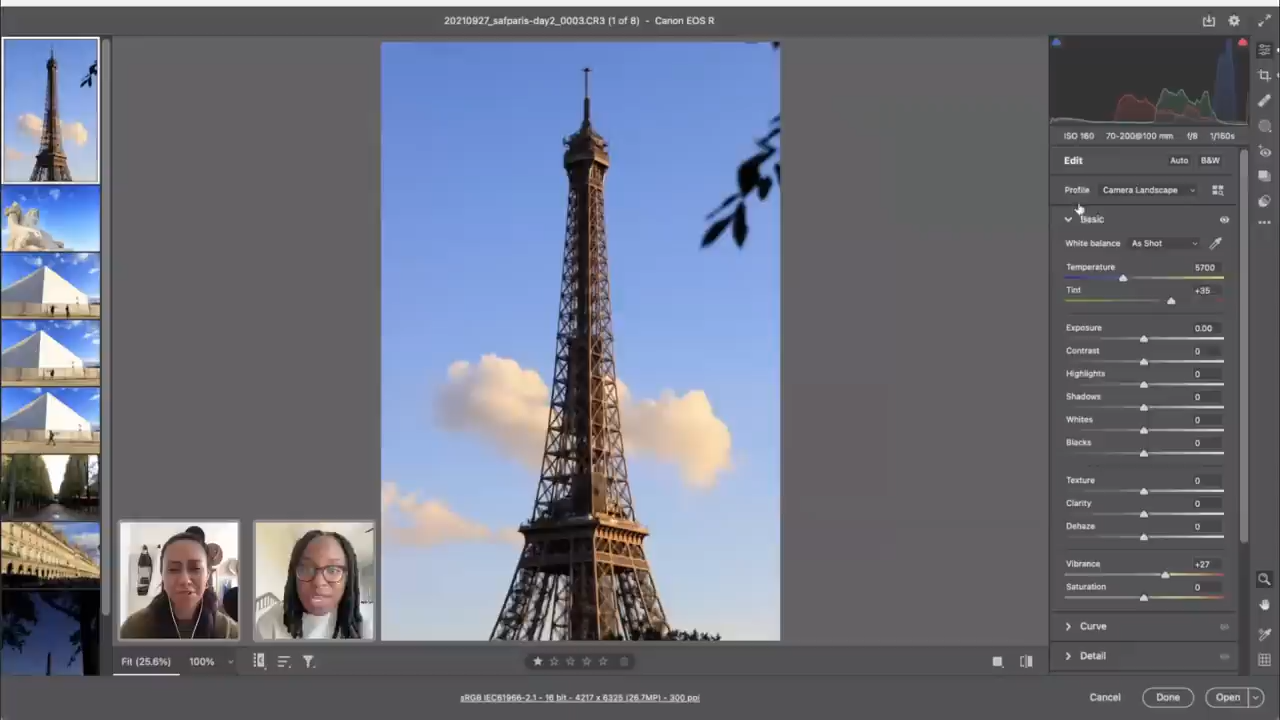 20210927_safparis-day2_0003.CR3 (1 of 8) - Canon EOS R
ISO 160 70-200@100 mm f/8 1/160s
Edit Auto B&W
Profile Camera Landscape
Basic
White balance As Shot
Temperature 5700
Tint +35
Exposure 0.00
Contrast 0
Highlights 0
Shadows 0
Whites 0
Blacks 0
Texture 0
Clarity 0
Dehaze 0
Vibrance +27
Saturation 0
Curve
Detail
Fit (25.6%) 100%
sRGB IEC61966-2.1 - 16 bit - 4217 x 6325 (26.7MP) - 300 ppi
Cancel Done Open